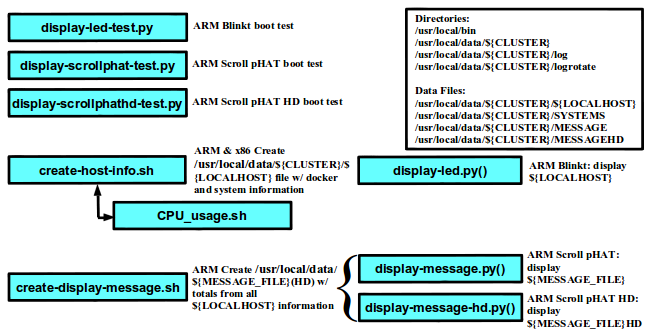 display-led-test.py
ARM Blinkt boot test
display-scrollphat-test.py
ARM Scroll pHAT boot test
display-scrollphathd-test.py
ARM Scroll pHAT HD boot test
Directories:
/usr/local/bin
/usr/local/data/${CLUSTER}
/usr/local/data/${CLUSTER}/log
/usr/local/data/${CLUSTER}/logrotate
Data Files:
/usr/local/data/${CLUSTER}/${LOCALHOST}
/usr/local/data/${CLUSTER}/SYSTEMS
/usr/local/data/${CLUSTER}/MESSAGE
/usr/local/data/${CLUSTER}/MESSAGEHD
create-host-info.sh
ARM & x86 Create
/usr/local/data/${CLUSTER}/$
{LOCALHOST} file w/ docker
and system information
CPU_usage.sh
display-led.py()
ARM Blinkt: display
${LOCALHOST}
create-display-message.sh
ARM Create /usr/local/data/
${MESSAGE_FILE}(HD) w/
totals from all
${LOCALHOST} information
display-message.py()
ARM Scroll pHAT:
display
${MESSAGE_FILE}
display-message-hd.py()
ARM Scroll pHAT HD:
display
${MESSAGE_FILE}HD